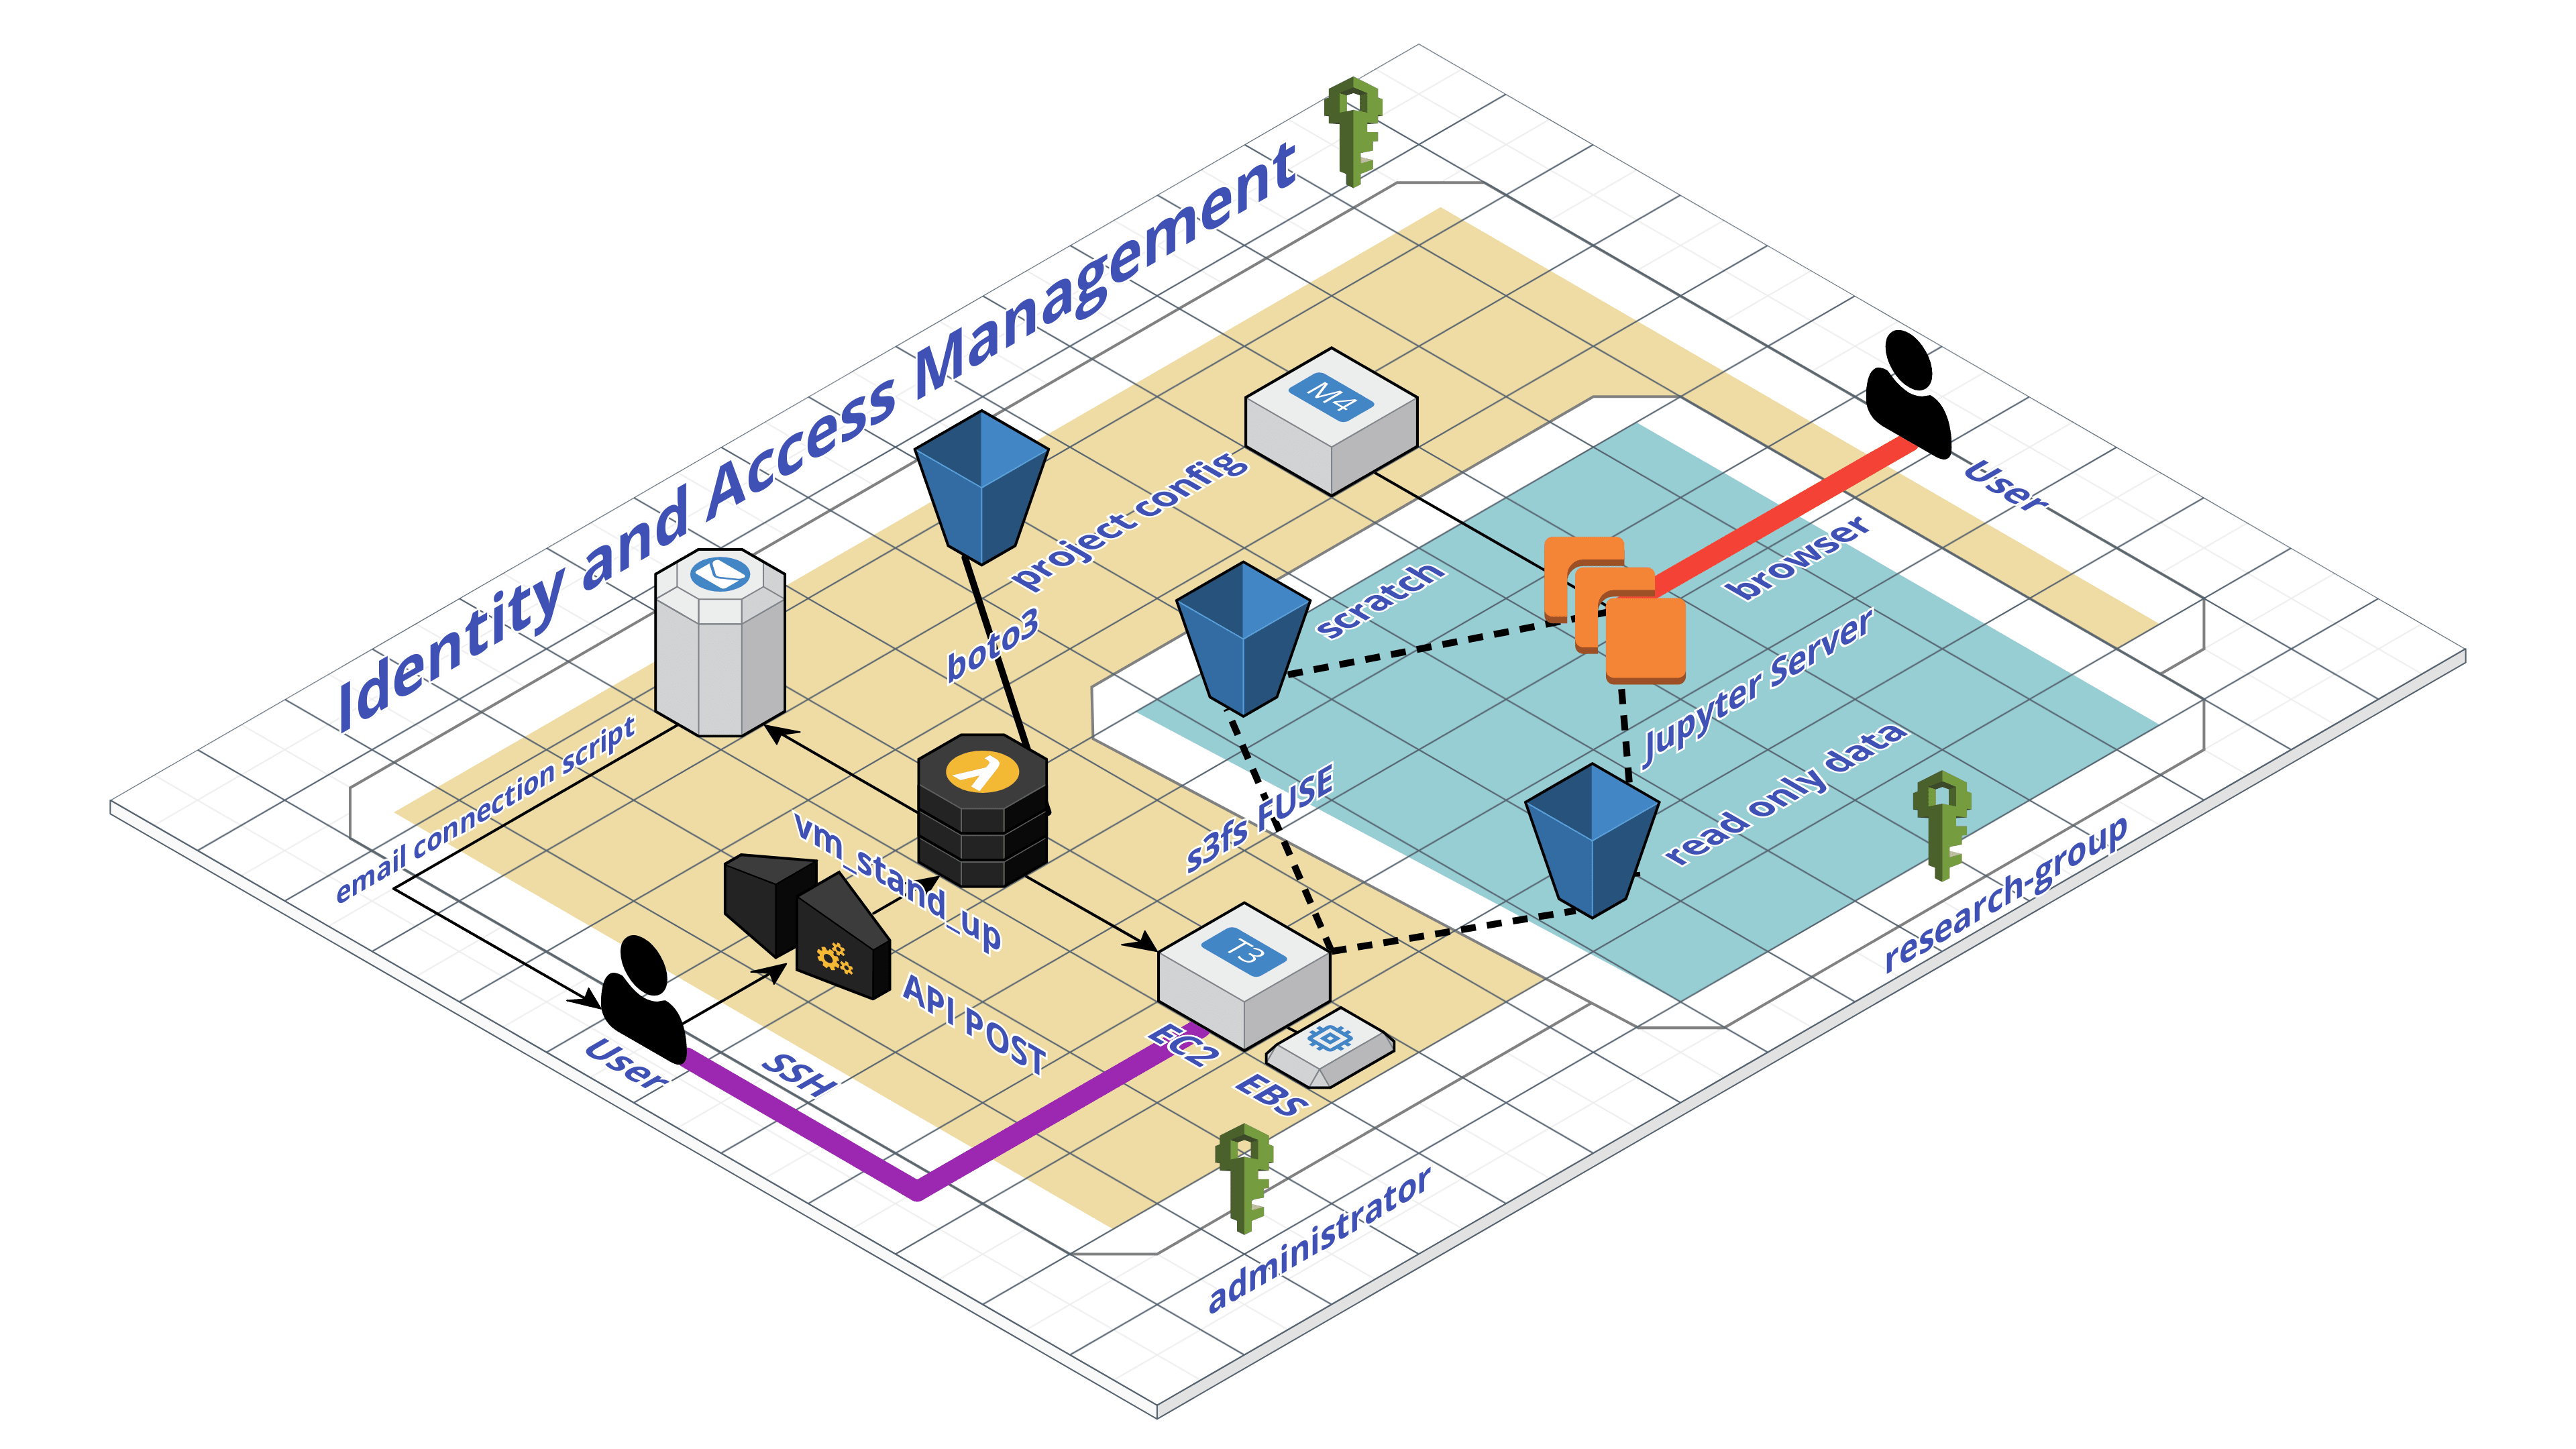 Identity and Access Management
M4
User
project config
scratch
browser
boto3
Jupyter Server
email connection script
read only data
s3fs FUSE
vm_stand_up
λ
research-group
T3
API POST
EC2
User
SSH
EBS
administrator